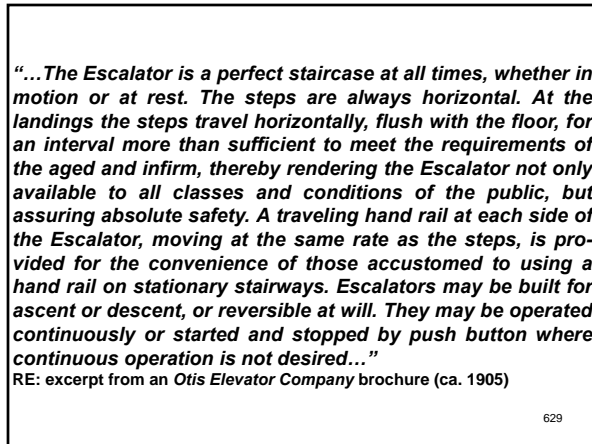 “…The Escalator is a perfect staircase at all times, whether in
motion or at rest. The steps are always horizontal. At the
landings the steps travel horizontally, flush with the floor, for
an interval more than sufficient to meet the requirements of
the aged and infirm, thereby rendering the Escalator not only
available to all classes and conditions of the public, but
assuring absolute safety. A traveling hand rail at each side of
the Escalator, moving at the same rate as the steps, is pro-
vided for the convenience of those accustomed to using a
hand rail on stationary stairways. Escalators may be built for
ascent or descent, or reversible at will. They may be operated
continuously or started and stopped by push button where
continuous operation is not desired…”
RE: excerpt from an Otis Elevator Company brochure (ca. 1905)
629